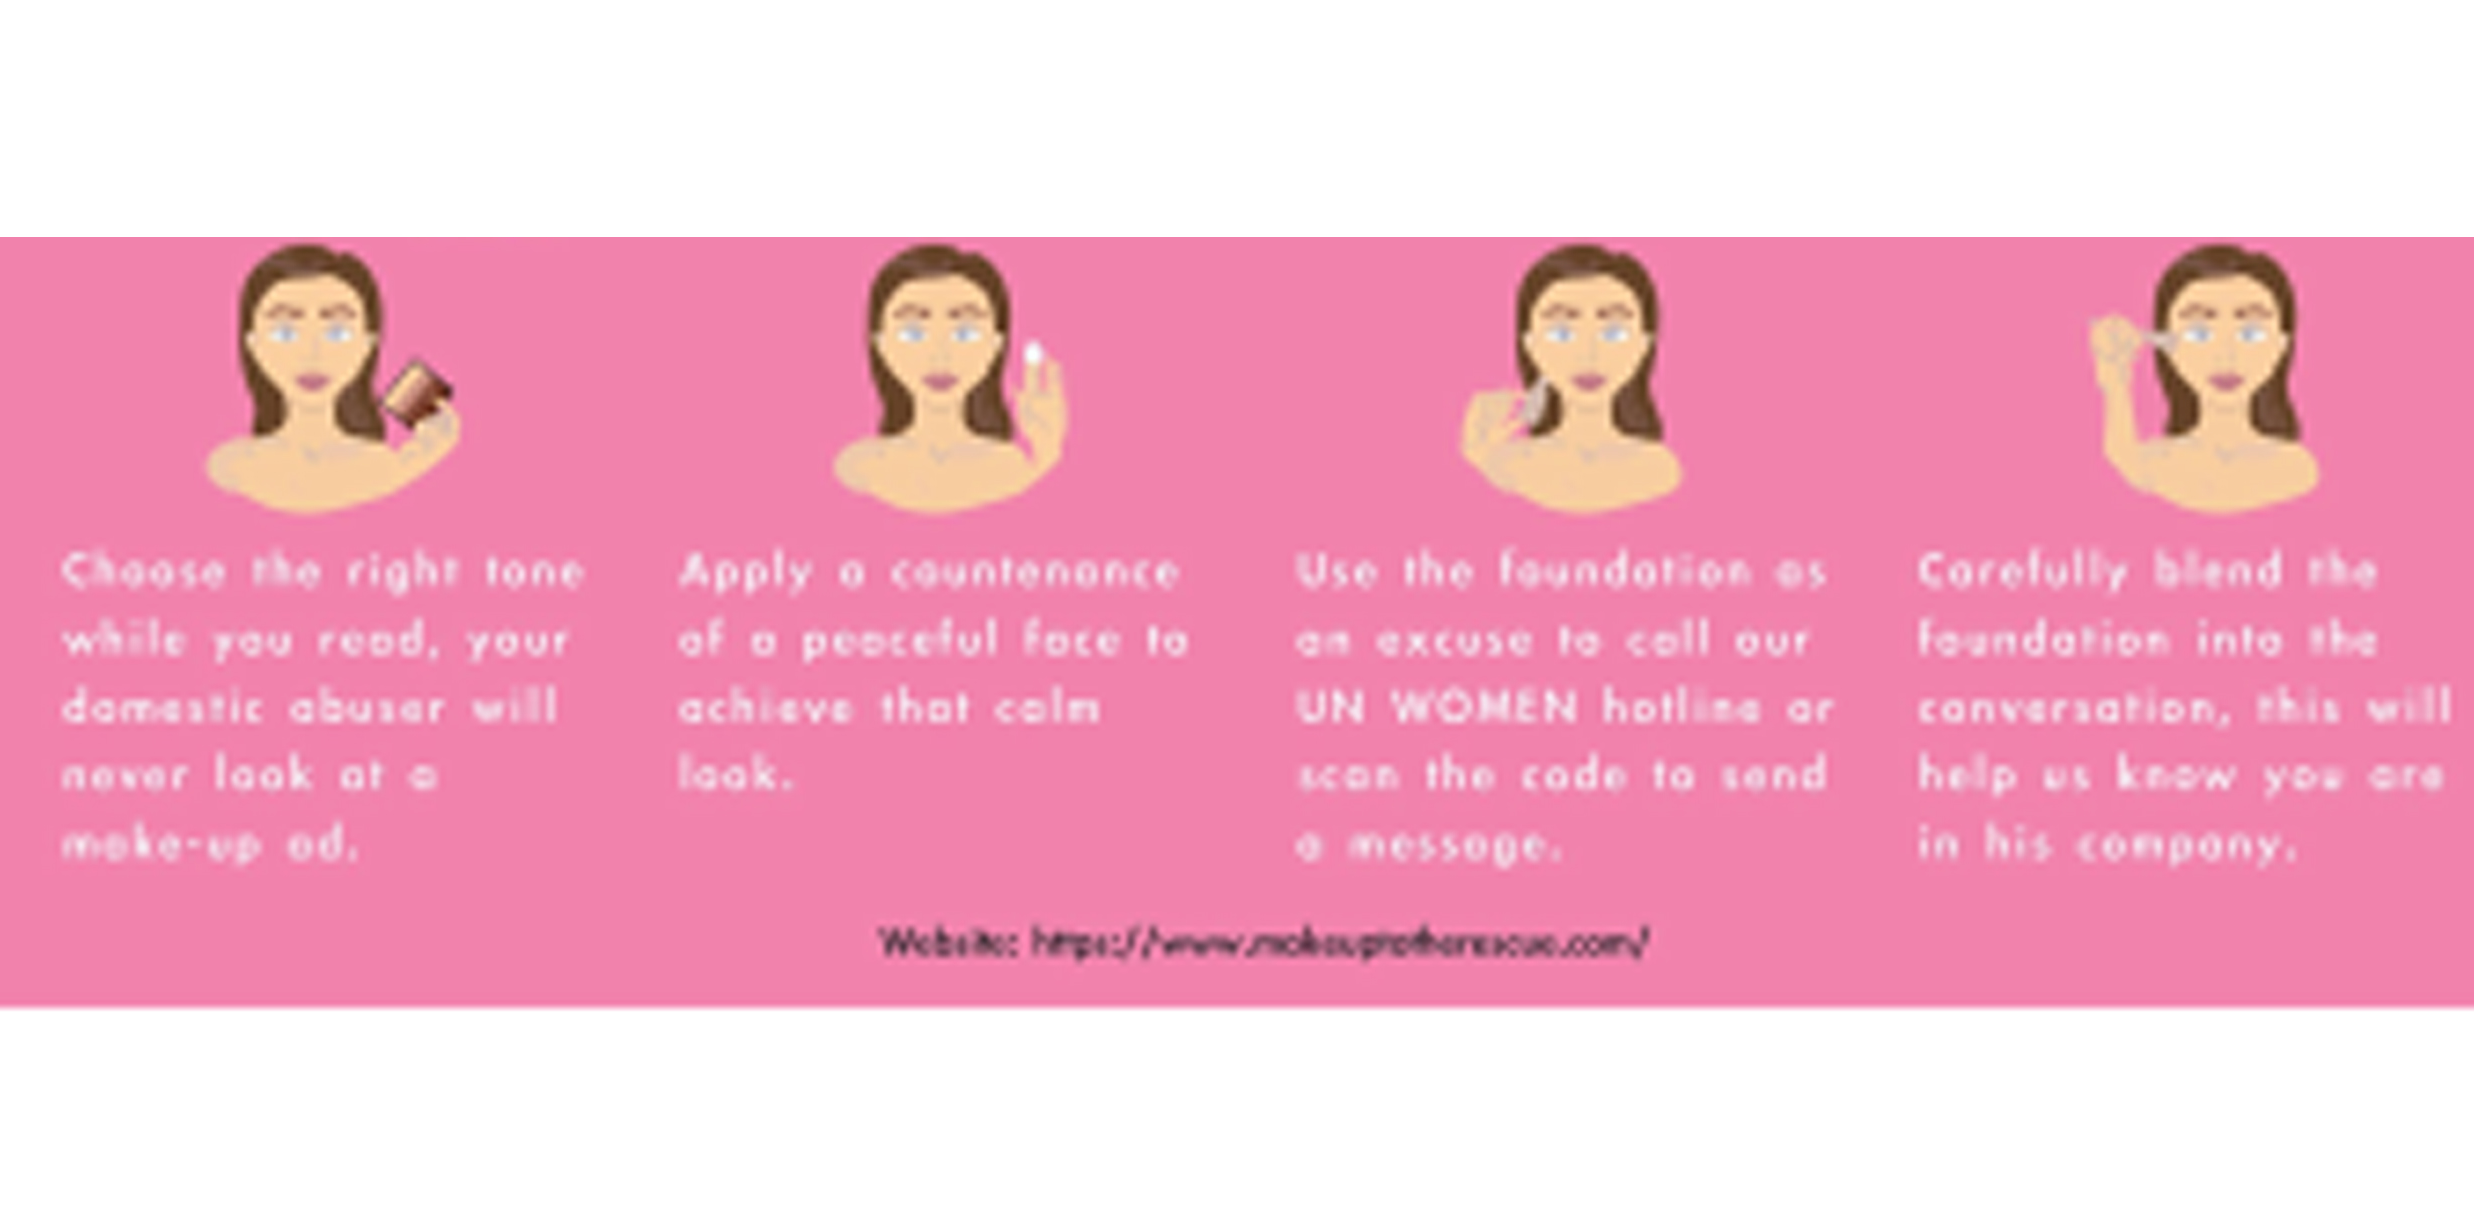 Choose the right tone
while you read, your
domestic abuser will
never look at a
make-up ad.
Apply a countenance
of a peaceful face to
achieve that calm
look.
Use the foundation as
an excuse to call our
UN WOMEN hotline or
scan the code to send
a message.
Carefully blend the
foundation into the
conversation, this will
help us know you are
in his company.
Website: https://www.makeuptotherescue.com/